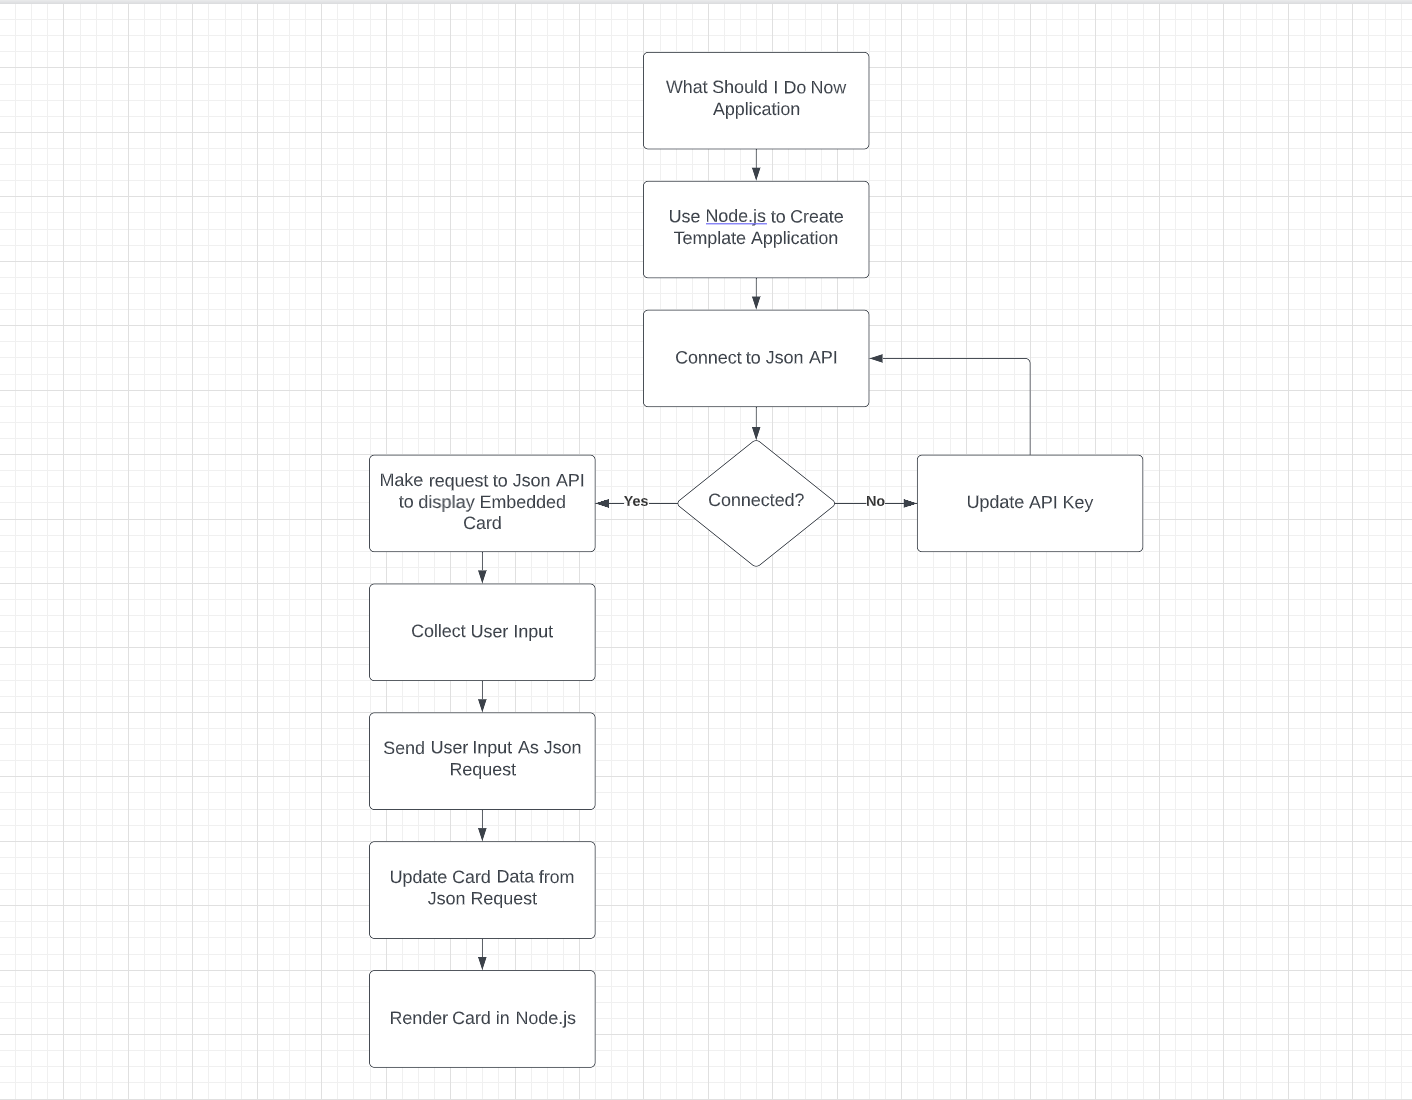 What Should I Do Now
Application
Use Node.js to Create
Template Application
Connect to Json API
Make request to Json API
to display Embedded
Card
Yes
Connected?
No
Update API Key
Collect User Input
Send User Input As Json
Request
Update Card Data from
Json Request
Render Card in Node.js